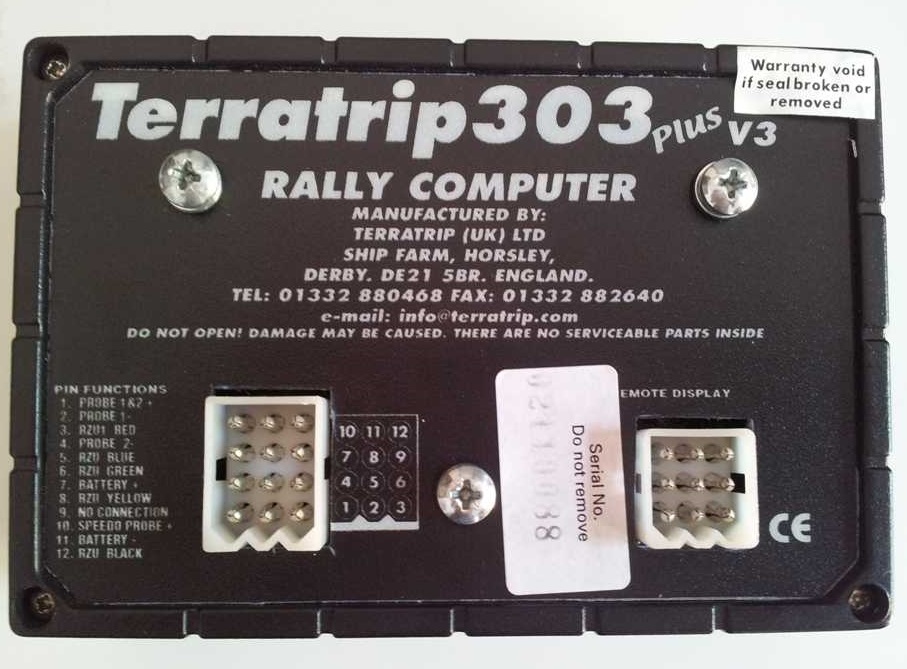 Warranty void
if seal broken or
removed
Terratrip303 Plus V3
RALLY COMPUTER
MANUFACTURED BY:
TERRATRIP (UK) LTD
SHIP FARM, HORSLEY,
DERBY. DE21 5BR. ENGLAND.
TEL: 01332 880468 FAX: 01332 882640
e-mail: info@terratrip.com
DO NOT OPEN! DAMAGE MAY BE CAUSED. THERE ARE NO SERVICEABLE PARTS INSIDE
PIN FUNCTIONS
1. PROBE 1&2 +
2. PROBE 1-
3. RZU1 RED
4. PROBE 2-
5. RZU BLUE
6. RZU GREEN
7. BATTERY +
8. RZU YELLOW
9. NO CONNECTION
10. SPEEDO PROBE +
11. BATTERY -
12. RZU BLACK
10 11 12
7 8 9
4 5 6
1 2 3
Serial No.
Do not remove
EMOTE DISPLAY
CE